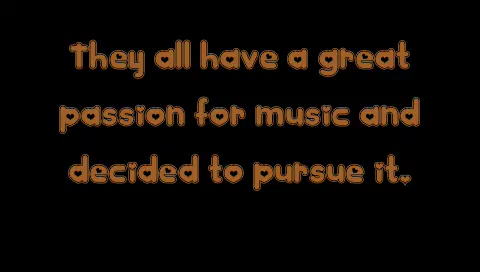 They all have a great
passion for music and
decided to pursue it.